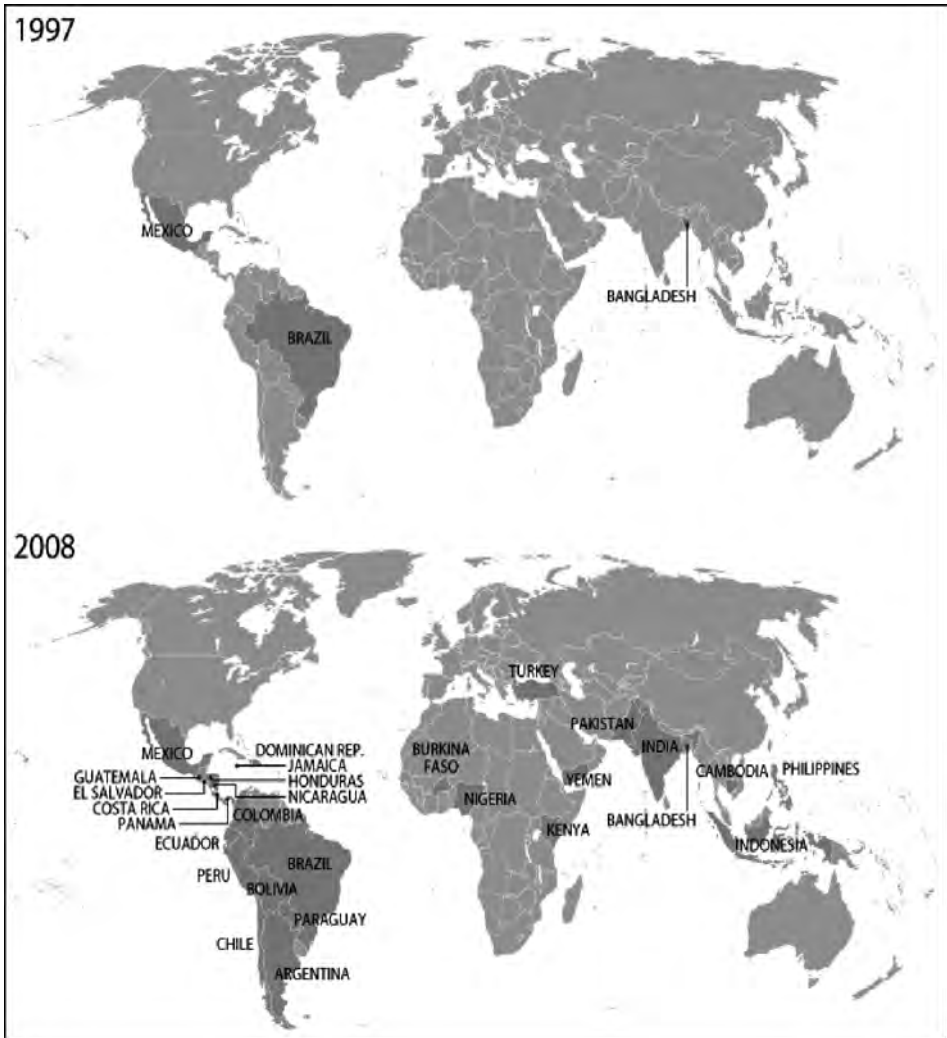 1997
MEXICO
BRAZIL
BANGLADESH
2008
TURKEY
MEXICO
DOMINICAN REP.
JAMAICA
GUATEMALA
HONDURAS
EL SALVADOR
NICARAGUA
COSTA RICA
PANAMA
COLOMBIA
ECUADOR
PERU
BRAZIL
BOLIVIA
PARAGUAY
CHILE
ARGENTINA
BURKINA
FASO
NIGERIA
YEMEN
KENYA
PAKISTAN
INDIA
BANGLADESH
CAMBODIA
PHILIPPINES
INDONESIA